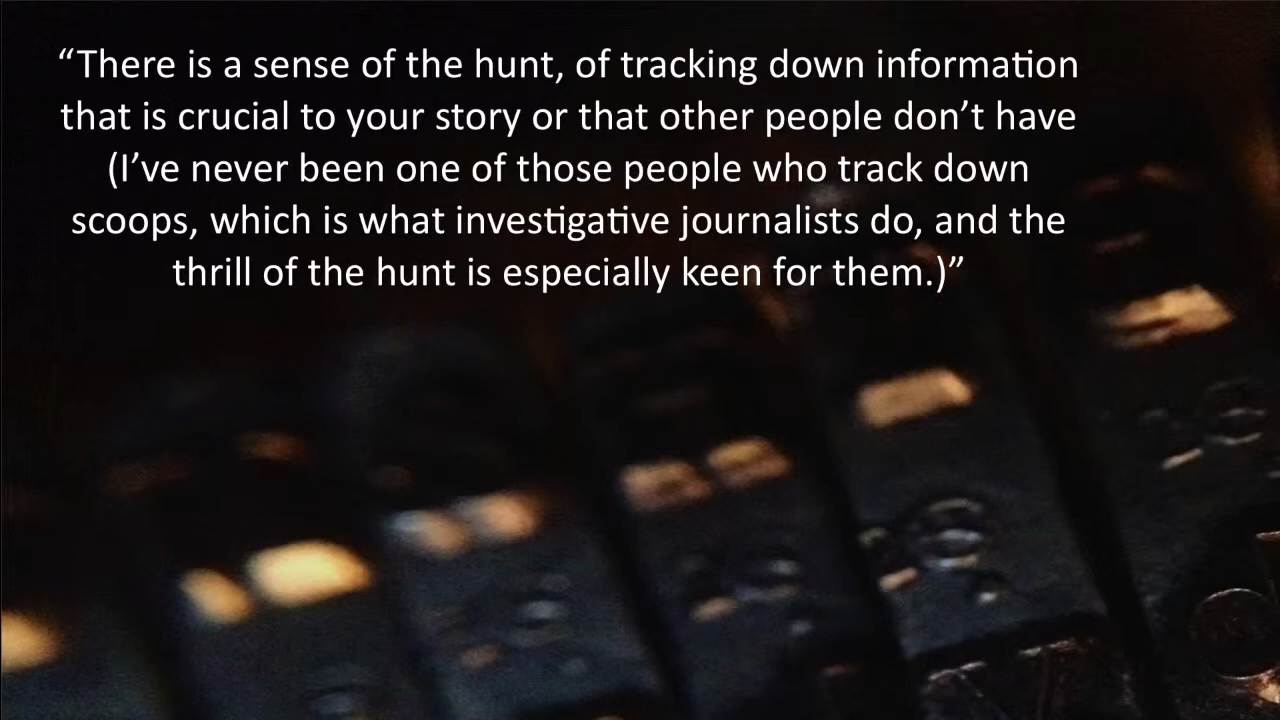 “There is a sense of the hunt, of tracking down information
that is crucial to your story or that other people don’t have
(I’ve never been one of those people who track down
scoops, which is what investigative journalists do, and the
thrill of the hunt is especially keen for them.)”